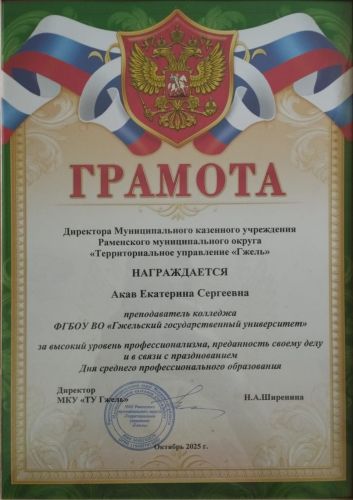 ГРАМОТА
Директора Муниципального казенного учреждения
Раменского муниципального округа
«Территориальное управление «Гжель»
НАГРАЖДАЕТСЯ
Акав Екатерина Сергеевна
преподаватель колледжа
ФГБОУ ВО «Гжельский государственный университет»
за высокий уровень профессионализма, преданность своему делу
и в связи с празднованием
Дня среднего профессионального образования
Директор
МКУ «ТУ Гжель»
Н.А.Ширенина
Октябрь 2025 г.